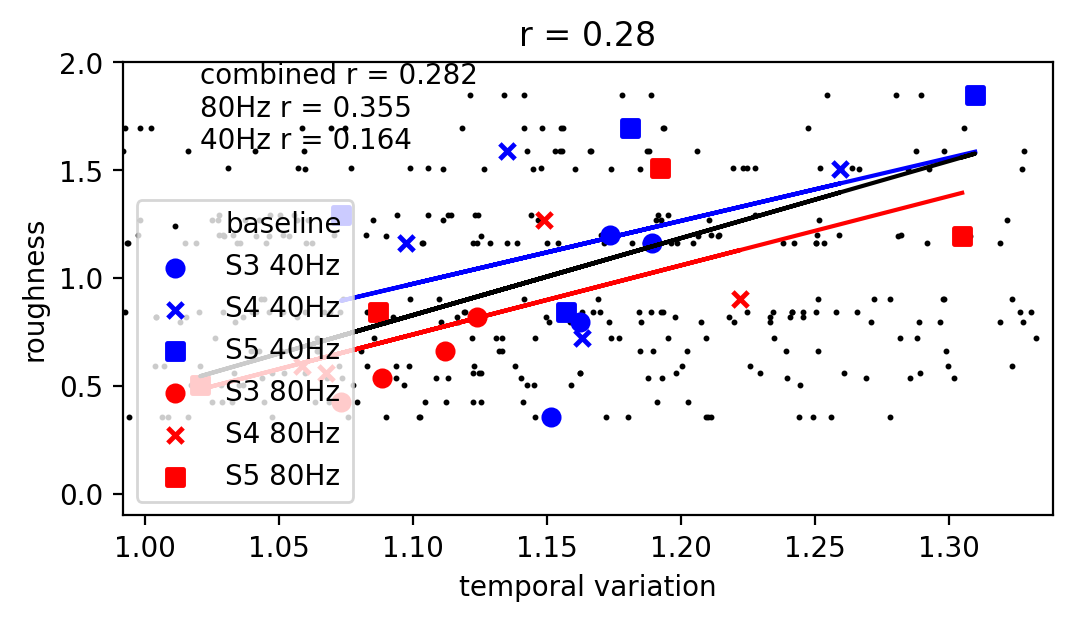 r = 0.28
combined r = 0.282
80Hz r = 0.355
40Hz r = 0.164
2.0
1.5
1.0
0.5
0.0
roughness
baseline
S3 40Hz
S4 40Hz
S5 40Hz
S3 80Hz
S4 80Hz
S5 80Hz
1.00 1.05 1.10 1.15 1.20 1.25 1.30
temporal variation